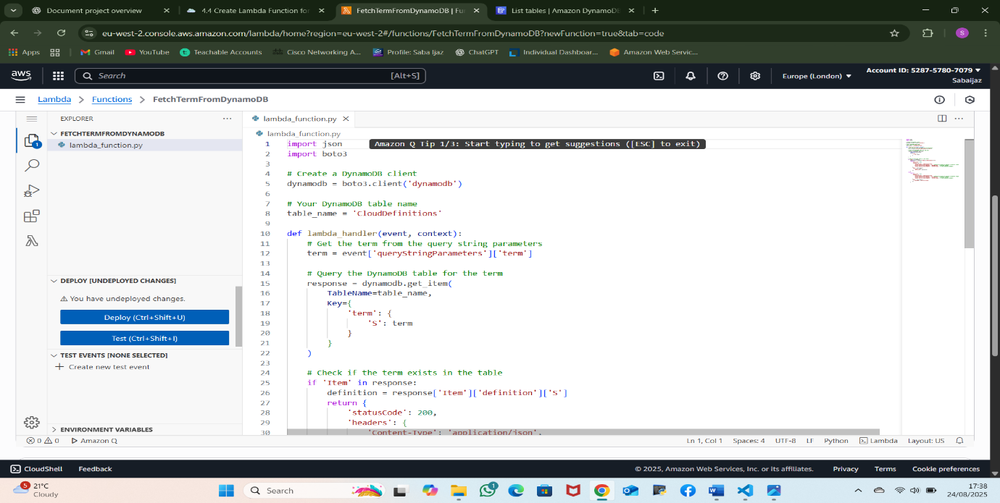 Document project overview
4.4 Create Lambda Function for
FetchTermFromDynamoDB | Fu
List tables | Amazon DynamoDB
eu-west-2.console.aws.amazon.com/lambda/home?region=eu-west-2#/functions/FetchTermFromDynamoDB?newFunction=true&tab=code
S
Apps
Gmail
YouTube
Teachable Accounts
Cisco Networking A...
Profile: Saba Ijaz
ChatGPT
Individual Dashboar...
Amazon Web Servic...
aws
Search
[Alt+S]
Europe (London)
Account ID: 5287-5780-7079
Sabaijaz
Lambda > Functions > FetchTermFromDynamoDB
EXPLORER
FETCHTERMFROMDYNAMODB
lambda_function.py
1
DEPLOY [UNDEPLOYED CHANGES]
You have undeployed changes.
Deploy (Ctrl+Shift+U)
Test (Ctrl+Shift+I)
TEST EVENTS [NONE SELECTED]
+ Create new test event
ENVIRONMENT VARIABLES
lambda_function.py
lambda_function.py
1 import json Amazon Q Tip 1/3: Start typing to get suggestions ([ESC] to exit)
2 import boto3
3
4 # Create a DynamoDB client
5 dynamodb = boto3.client('dynamodb')
6
7 # Your DynamoDB table name
8 table_name = 'CloudDefinitions'
9
10 def lambda_handler(event, context):
11 # Get the term from the query string parameters
12 term = event['queryStringParameters']['term']
13
14 # Query the DynamoDB table for the term
15 response = dynamodb.get_item(
16 TableName=table_name,
17 Key={
18 'term': {
19 'S': term
20 }
21 }
22 )
23
24 # Check if the term exists in the table
25 if 'Item' in response:
26 definition = response['Item']['definition']['S']
27 return {
28 'statusCode': 200,
29 'headers': {
30 'Content-Type': 'application/json',
0 0 Amazon Q
Ln 1, Col 1 Spaces: 4 UTF-8 LF Python Lambda Layout: US
CloudShell Feedback
© 2025, Amazon Web Services, Inc. or its affiliates. Privacy Terms Cookie preferences
5
21°C
Cloudy
Search
1
17:38
24/08/2025